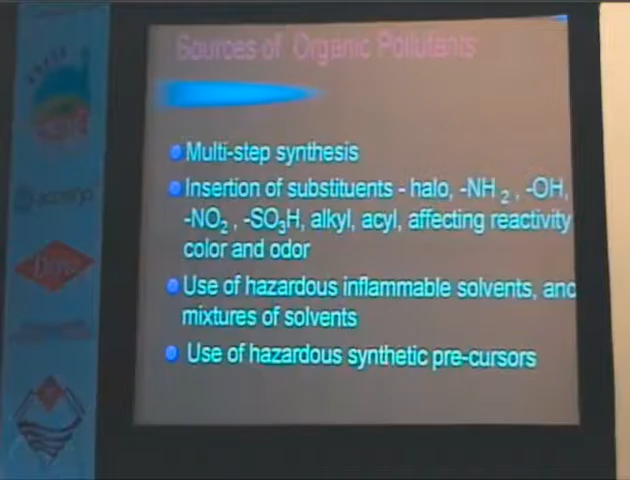 Sources of Organic Pollutants
Multi-step synthesis
Insertion of substituents - halo, -NH2, -OH,
-NO2, -SO3H, alkyl, acyl, affecting reactivity
color and odor
Use of hazardous inflammable solvents, and
mixtures of solvents
Use of hazardous synthetic pre-cursors
Dow